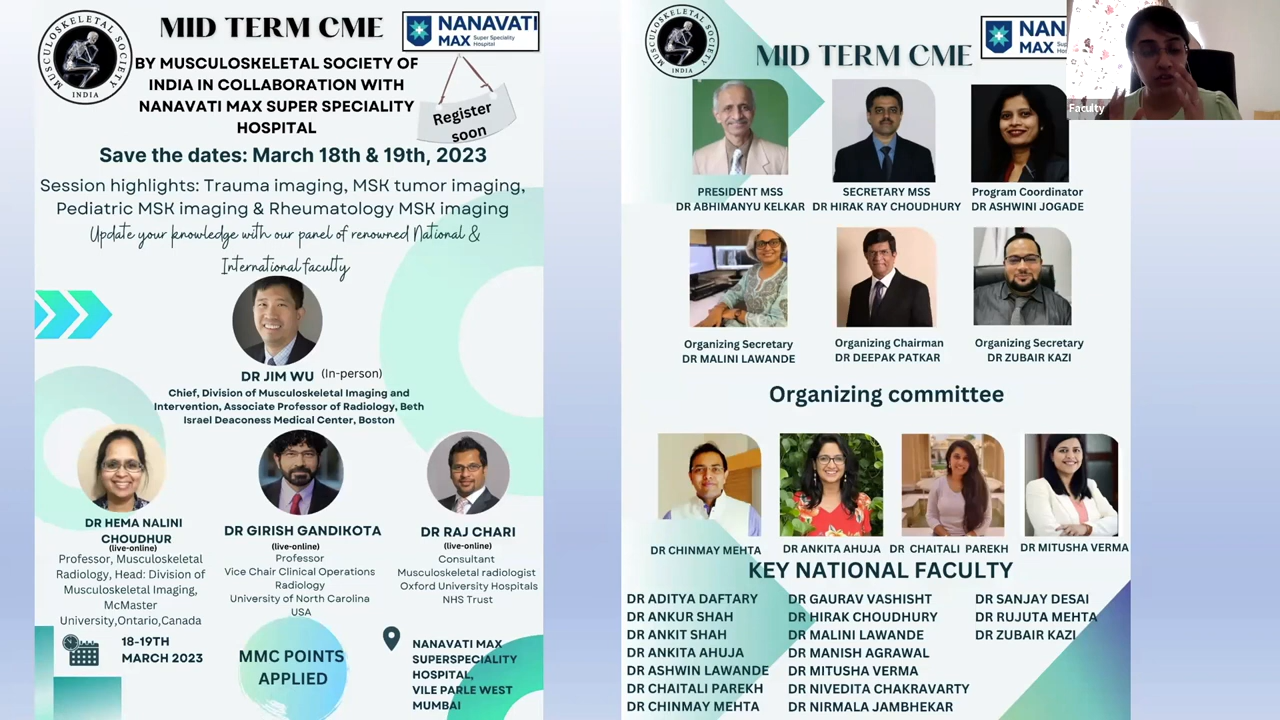 MUSCULOSKELETAL SOCIETY
INDIA
MID TERM CME
NANAVATI
MAX Super Speciality
Hospital
BY MUSCULOSKELETAL SOCIETY OF
INDIA IN COLLABORATION WITH
NANAVATI MAX SUPER SPECIALITY
HOSPITAL
Register
soon
Save the dates: March 18th & 19th, 2023
Session highlights: Trauma imaging, MSK tumor imaging,
Pediatric MSK imaging & Rheumatology MSK imaging
Update your knowledge with our panel of renowned National &
International faculty
DR JIM WU (In-person)
Chief, Division of Musculoskeletal Imaging and
Intervention, Associate Professor of Radiology, Beth
Israel Deaconess Medical Center, Boston
DR HEMA NALINI
CHOUDHUR
(live-online)
Professor, Musculoskeletal
Radiology, Head: Division of
Musculoskeletal Imaging,
McMaster
University,Ontario,Canada
DR GIRISH GANDIKOTA
(live-online)
Professor
Vice Chair Clinical Operations
Radiology
University of North Carolina
USA
DR RAJ CHARI
(live-online)
Consultant
Musculoskeletal radiologist
Oxford University Hospitals
NHS Trust
18-19TH
MARCH 2023
MMC POINTS
APPLIED
NANAVATI MAX
SUPERSPECIALITY
HOSPITAL,
VILE PARLE WEST
MUMBAI
MUSCULOSKELETAL SOCIETY
INDIA
MID TERM CME
NAN
MAX Sup
Hos
Faculty
PRESIDENT MSS
DR ABHIMANYU KELKAR
SECRETARY MSS
DR HIRAK RAY CHOUDHURY
Program Coordinator
DR ASHWINI JOGADE
Organizing Secretary
DR MALINI LAWANDE
Organizing Chairman
DR DEEPAK PATKAR
Organizing Secretary
DR ZUBAIR KAZI
Organizing committee
DR CHINMAY MEHTA
DR ANKITA AHUJA
DR CHAITALI PAREKH
DR MITUSHA VERMA
KEY NATIONAL FACULTY
DR ADITYA DAFTARY
DR ANKUR SHAH
DR ANKIT SHAH
DR ANKITA AHUJA
DR ASHWIN LAWANDE
DR CHAITALI PAREKH
DR CHINMAY MEHTA
DR GAURAV VASHISHT
DR HIRAK CHOUDHURY
DR MALINI LAWANDE
DR MANISH AGRAWAL
DR MITUSHA VERMA
DR NIVEDITA CHAKRAVARTY
DR NIRMALA JAMBHEKAR
DR SANJAY DESAI
DR RUJUTA MEHTA
DR ZUBAIR KAZI